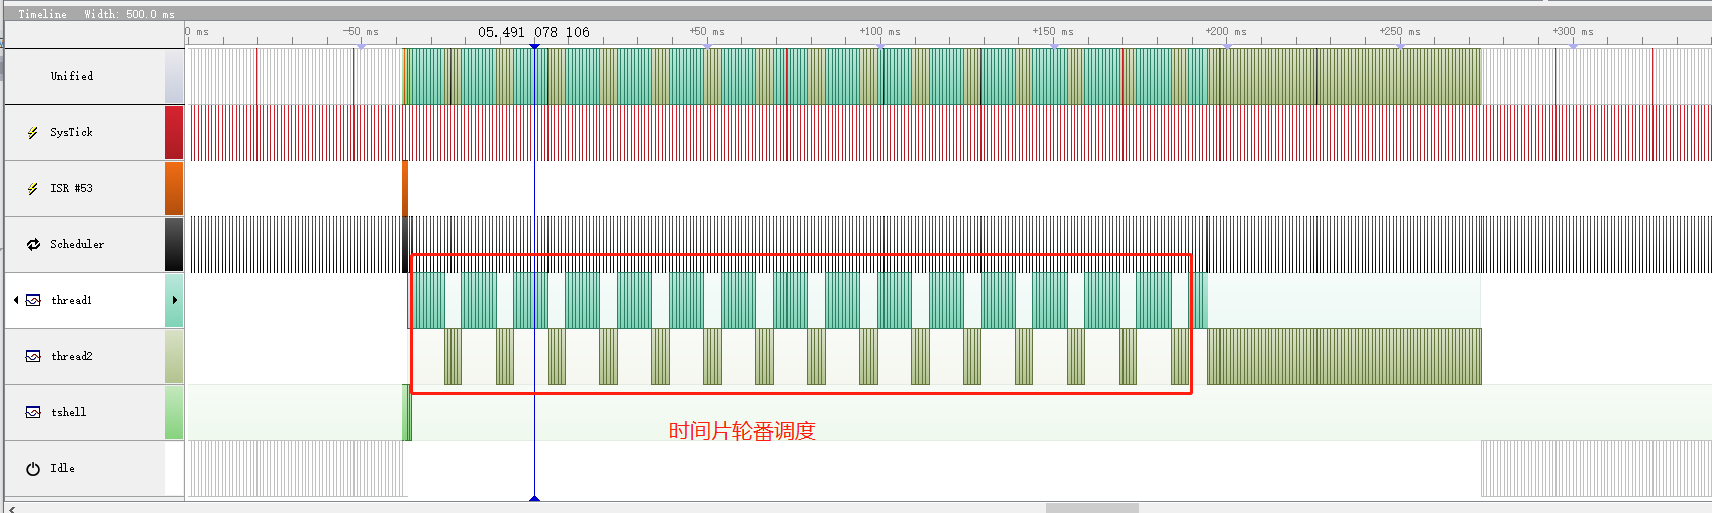 Timeline Width: 500.0 ms
0 ms -50 ms 05.491 078 106 +50 ms +100 ms +150 ms +200 ms +250 ms +300 ms
Unified
SysTick
ISR #53
Scheduler
thread1
thread2
tshell
时间片轮番调度
Idle